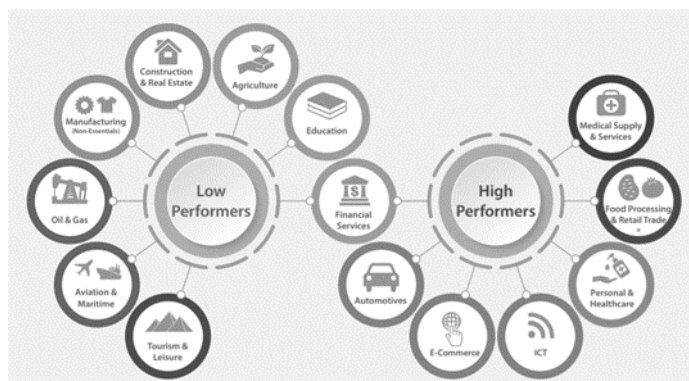 Construction
& Real Estate
Agriculture
Manufacturing
(Non-Essentials)
Education
Oil & Gas
Low
Performers
Aviation &
Maritime
Tourism &
Leisure
Financial
Services
High
Performers
Medical Supply
& Services
Food Processing
& Retail Trade
Personal &
Healthcare
Automotives
E-Commerce
ICT